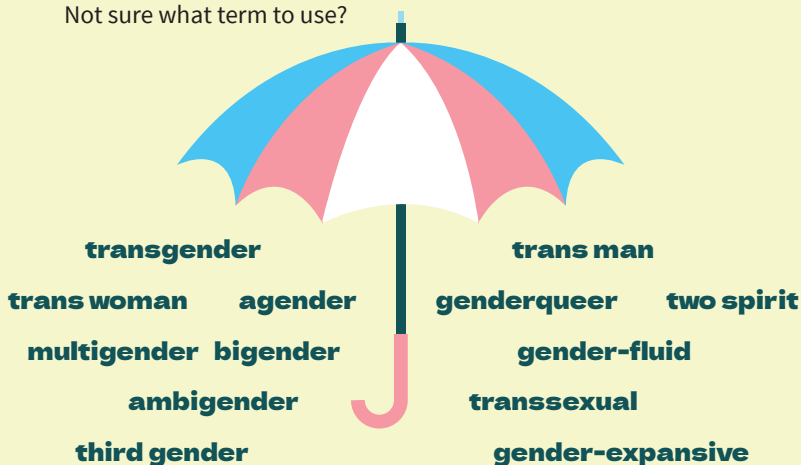 Not sure what term to use?
transgender trans man
trans woman agender genderqueer two spirit
multigender bigender gender-fluid
ambigender transsexual
third gender gender-expansive